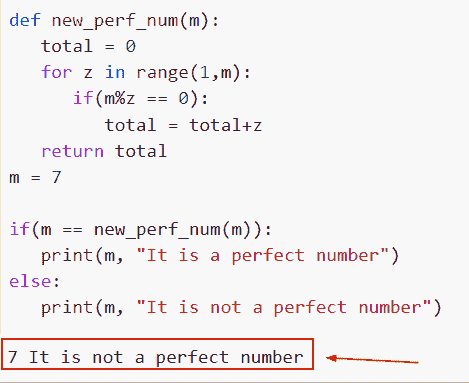 def new_perf_num(m):
   total = 0
   for z in range(1,m):
      if(m%z == 0):
         total = total+z
   return total
m = 7

if(m == new_perf_num(m)):
   print(m, "It is a perfect number")
else:
   print(m, "It is not a perfect number")

7 It is not a perfect number